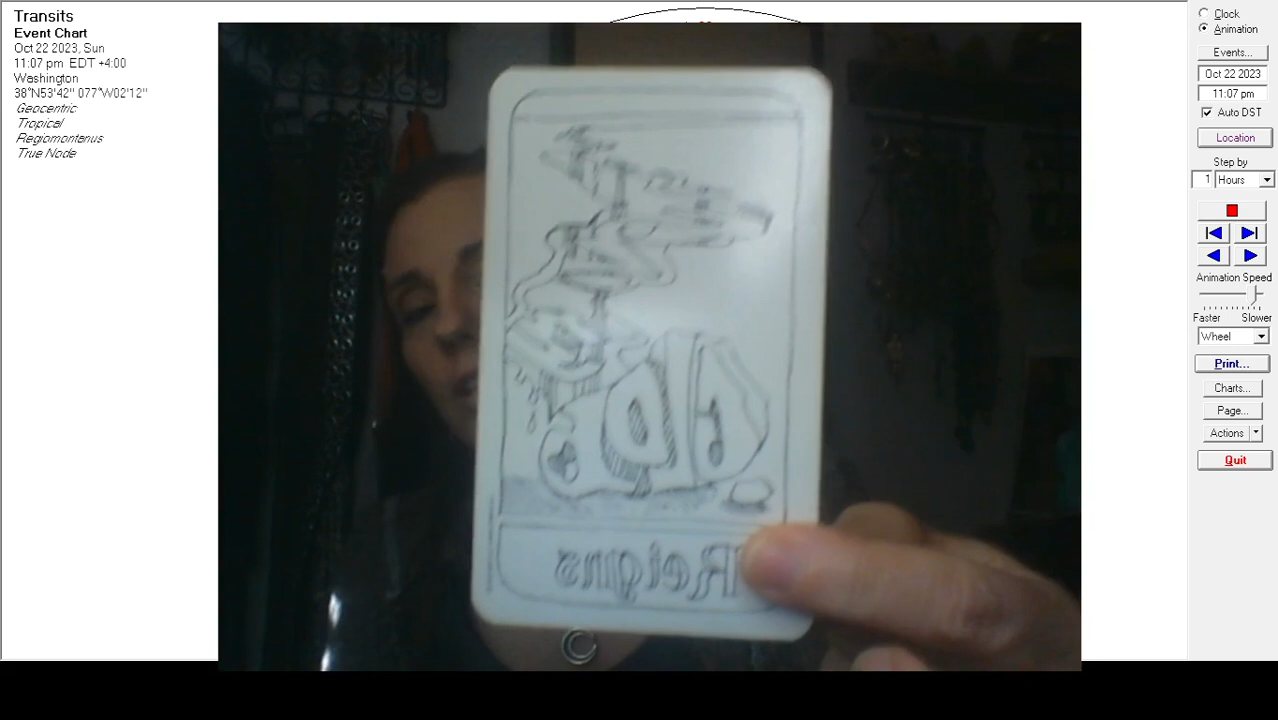 Transits
Event Chart
Oct 22 2023, Sun
11:07 pm EDT +4:00
Washington
38°N53'42" 077°W02'12"
Geocentric
Tropical
Regiomontanus
True Node
Reigns
Clock
Animation
Events...
Oct 22 2023
11:07 pm
Auto DST
Location
Step by
1 Hours
Animation Speed
Faster Slower
Wheel
Print...
Charts...
Page...
Actions
Quit